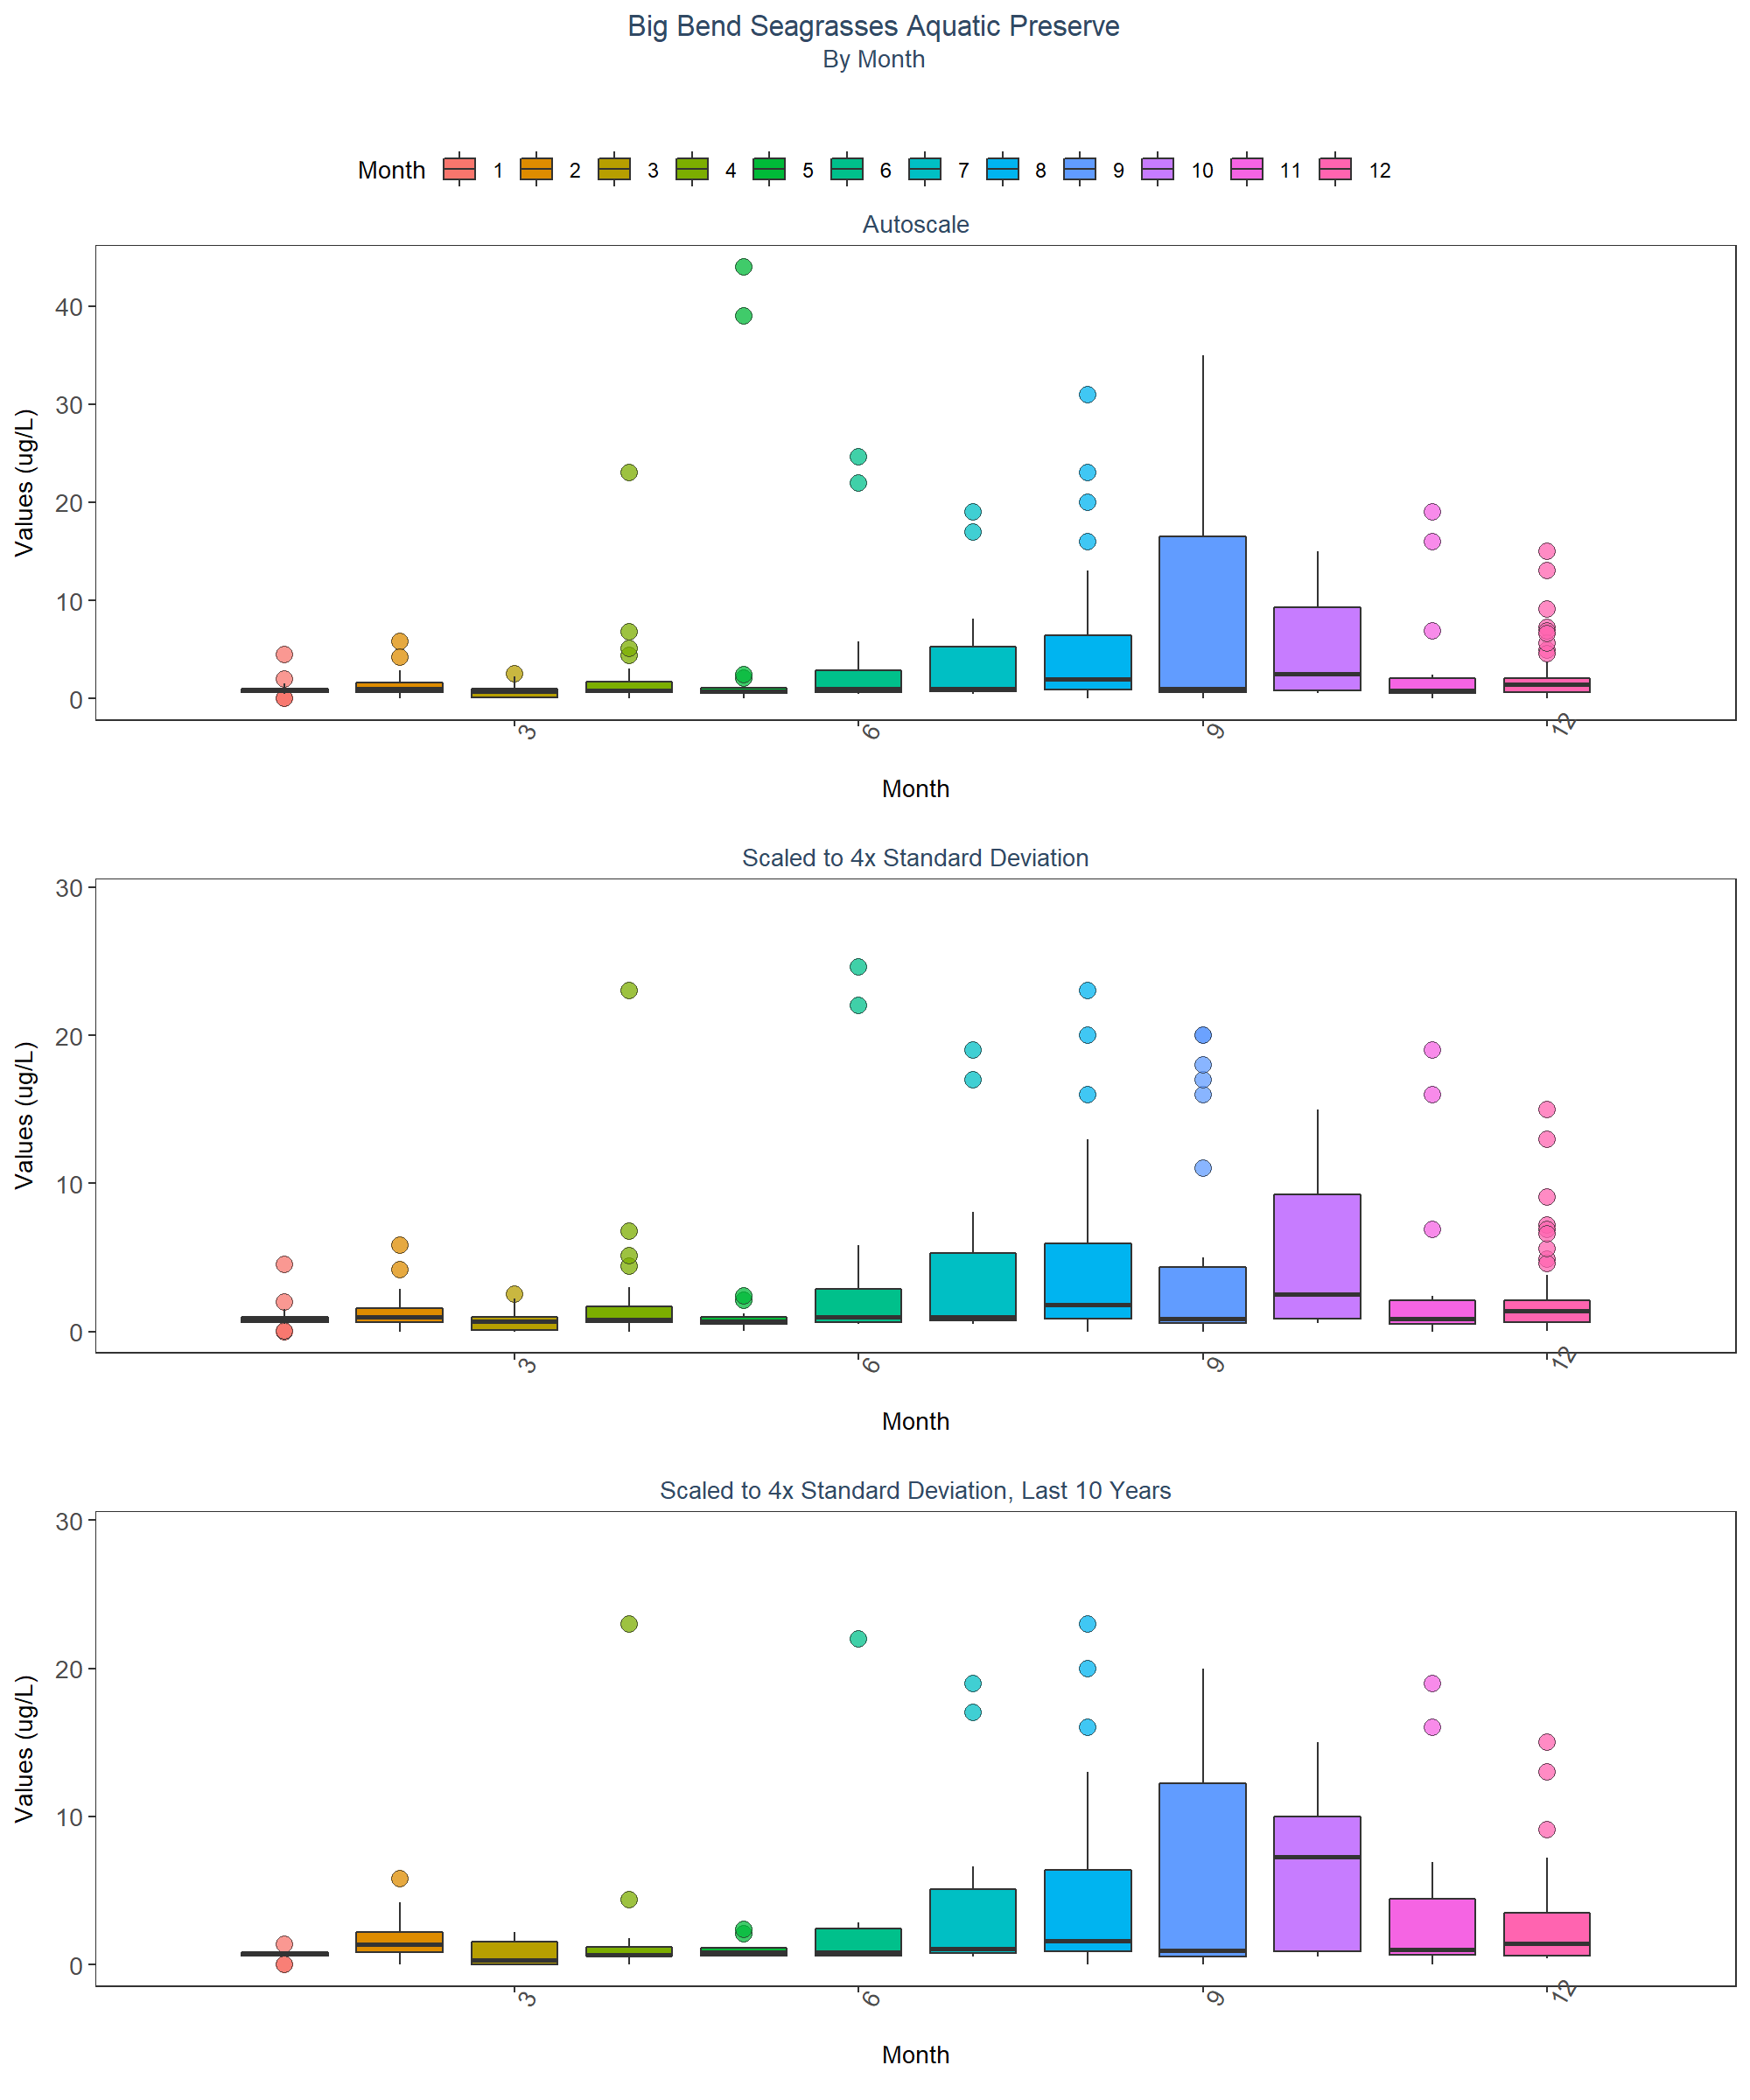 Big Bend Seagrasses Aquatic Preserve
By Month
Month 1 2 3 4 5 6 7 8 9 10 11 12
Autoscale
Values (ug/L)
40
30
20
10
0
3 6 9 12
Month
Scaled to 4x Standard Deviation
Values (ug/L)
30
20
10
0
3 6 9 12
Month
Scaled to 4x Standard Deviation, Last 10 Years
Values (ug/L)
30
20
10
0
3 6 9 12
Month